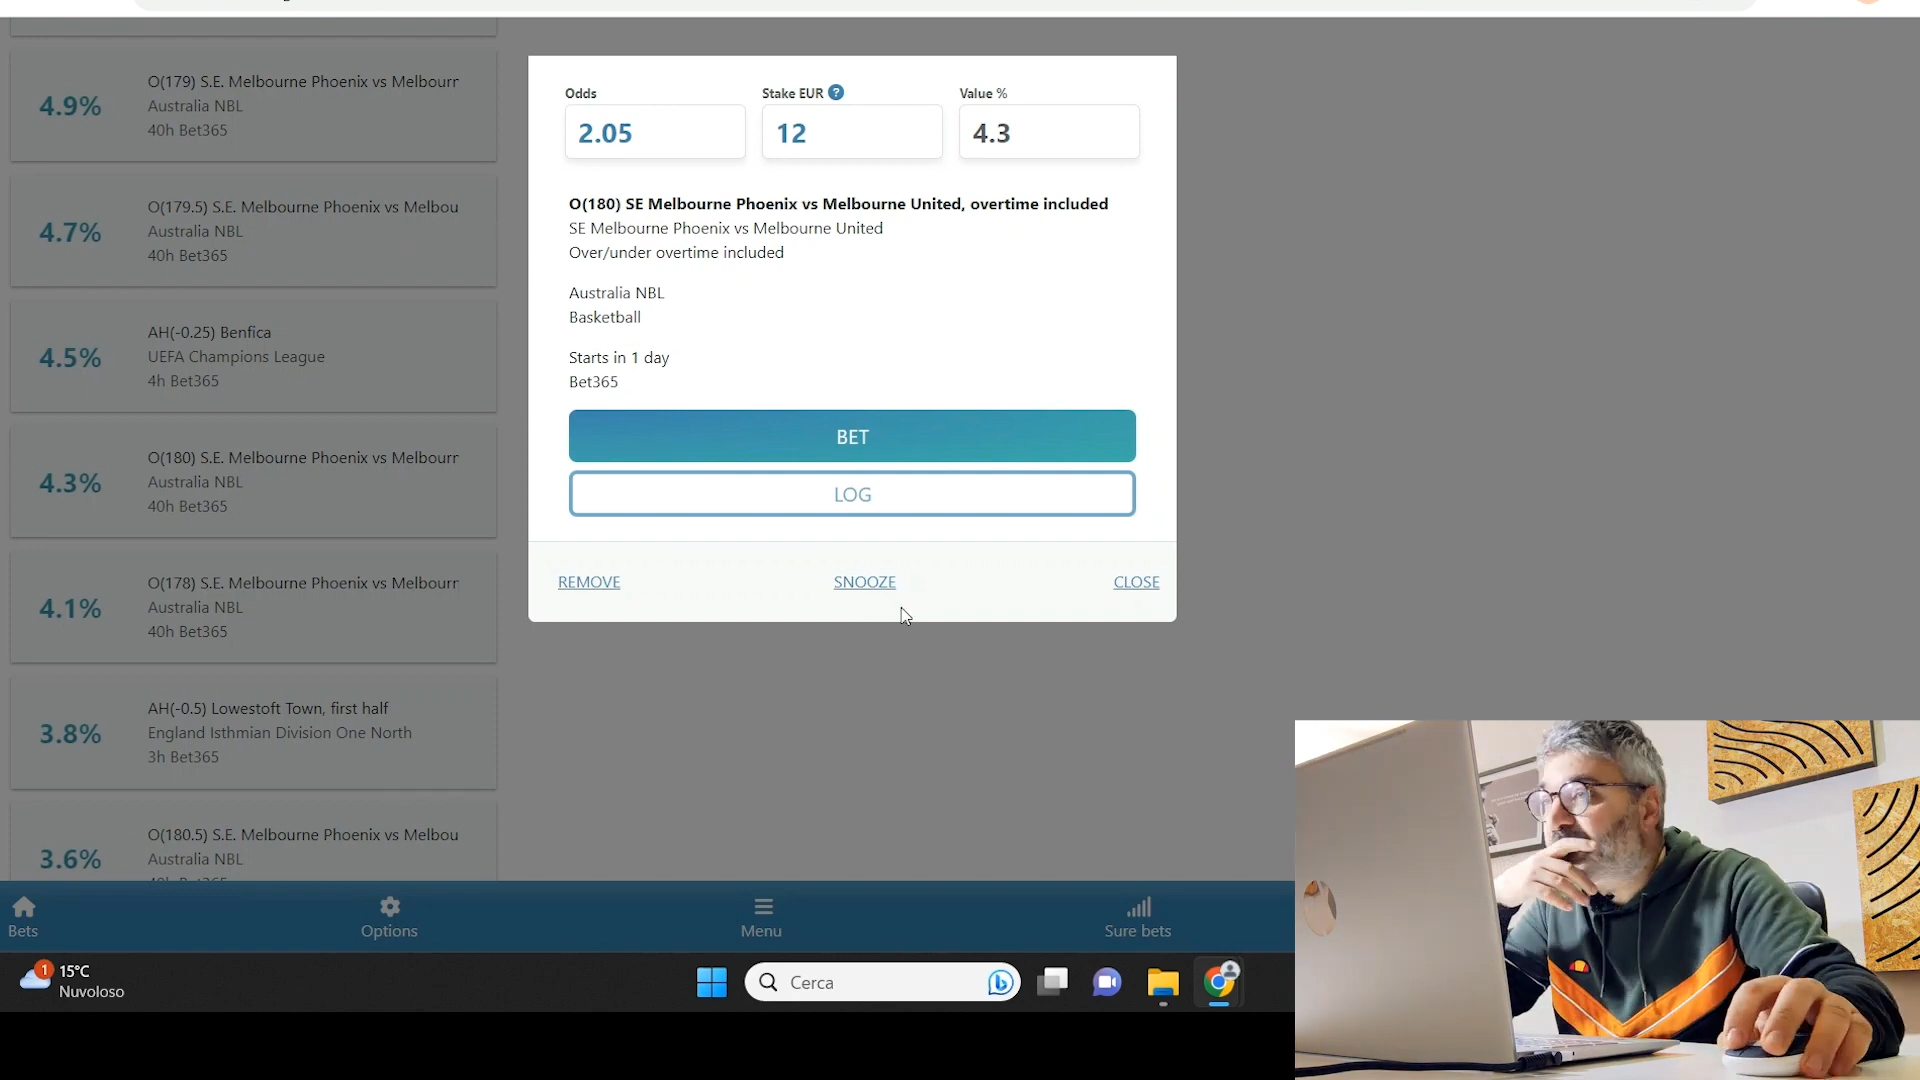 4.9%
O(179) S.E. Melbourne Phoenix vs Melbourr
Australia NBL
40h Bet365
4.7%
O(179.5) S.E. Melbourne Phoenix vs Melbou
Australia NBL
40h Bet365
4.5%
AH(-0.25) Benfica
UEFA Champions League
4h Bet365
4.3%
O(180) S.E. Melbourne Phoenix vs Melbourr
Australia NBL
40h Bet365
4.1%
O(178) S.E. Melbourne Phoenix vs Melbourr
Australia NBL
40h Bet365
3.8%
AH(-0.5) Lowestoft Town, first half
England Isthmian Division One North
3h Bet365
3.6%
O(180.5) S.E. Melbourne Phoenix vs Melbou
Australia NBL
Odds Stake EUR ? Value %
2.05 12 4.3
O(180) SE Melbourne Phoenix vs Melbourne United, overtime included
SE Melbourne Phoenix vs Melbourne United
Over/under overtime included
Australia NBL
Basketball
Starts in 1 day
Bet365
BET
LOG
REMOVE SNOOZE CLOSE
Bets Options Menu Sure bets
1 15°C
Nuvoloso
Cerca